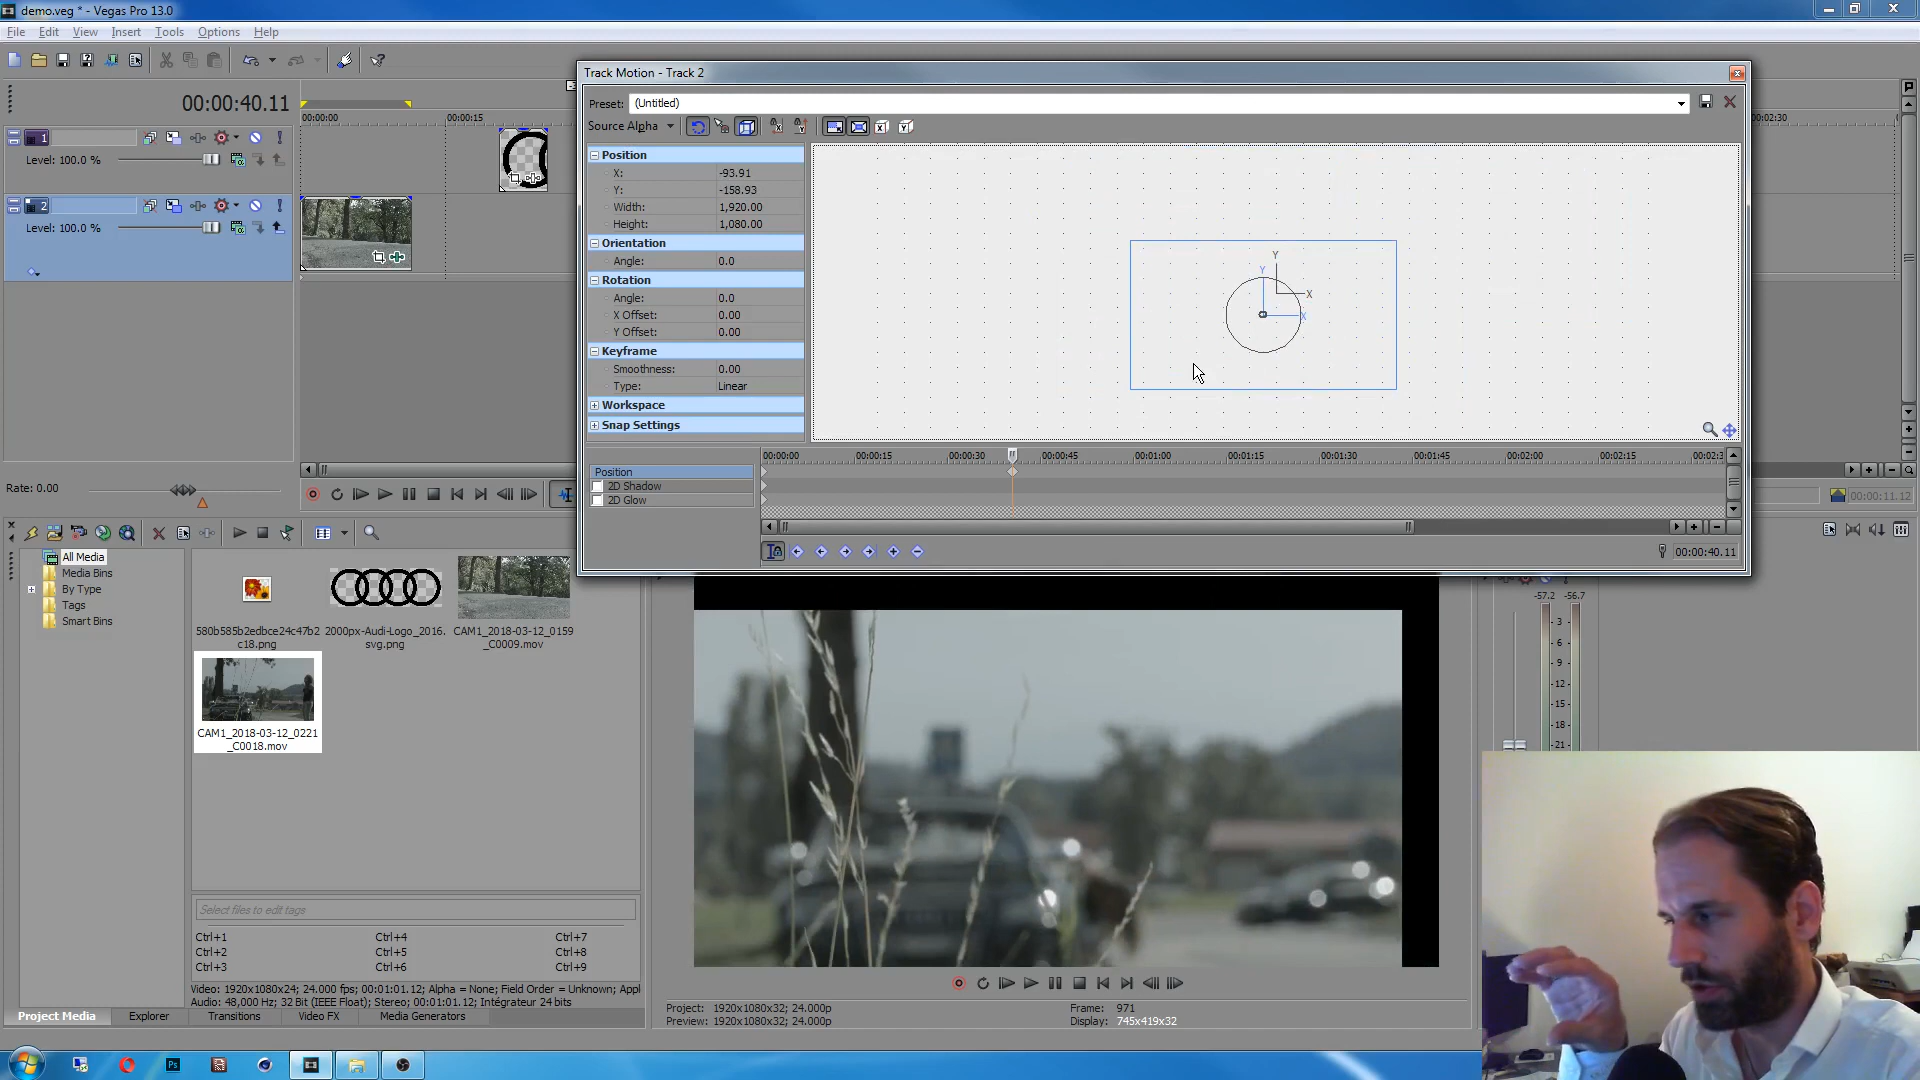 demo.veg * - Vegas Pro 13.0
File Edit View Insert Tools Options Help
00:00:40.11
00:00:00 00:00:15
1
Level: 100.0 %
2
Level: 100.0 %
Rate: 0.00
Track Motion - Track 2
Preset: (Untitled)
Source Alpha
Position
X: -93.91
Y: -158.93
Width: 1,920.00
Height: 1,080.00
Orientation
Angle: 0.0
Rotation
Angle: 0.0
X Offset: 0.00
Y Offset: 0.00
Keyframe
Smoothness: 0.00
Type: Linear
Workspace
Snap Settings
Y
Y
X
X
00:00:00 00:00:15 00:00:30 00:00:45 00:01:00 00:01:15 00:01:30 00:01:45 00:02:00 00:02:15
Position
2D Shadow
2D Glow
00:00:40.11
:02:30
00:00:11.12
All Media
Media Bins
By Type
Tags
Smart Bins
580b585b2edbce24c47b2
c18.png
2000px-Audi-Logo_2016.
svg.png
CAM1_2018-03-12_0159
_C0009.mov
CAM1_2018-03-12_0221
_C0018.mov
Select files to edit tags
Ctrl+1 Ctrl+4 Ctrl+7
Ctrl+2 Ctrl+5 Ctrl+8
Ctrl+3 Ctrl+6 Ctrl+9
Video: 1920x1080x24; 24.000 fps; 00:01:01.12; Alpha = None; Field Order = Unknown; Appl
Audio: 48,000 Hz; 32 Bit (IEEE Float); Stereo; 00:01:01.12; Intégrateur 24 bits
Project Media Explorer Transitions Video FX Media Generators
Project: 1920x1080x32; 24.000p
Preview: 1920x1080x32; 24.000p
Frame: 971
Display: 745x419x32
-57.2 -56.7
3
6
9
12
15
18
21
Ps